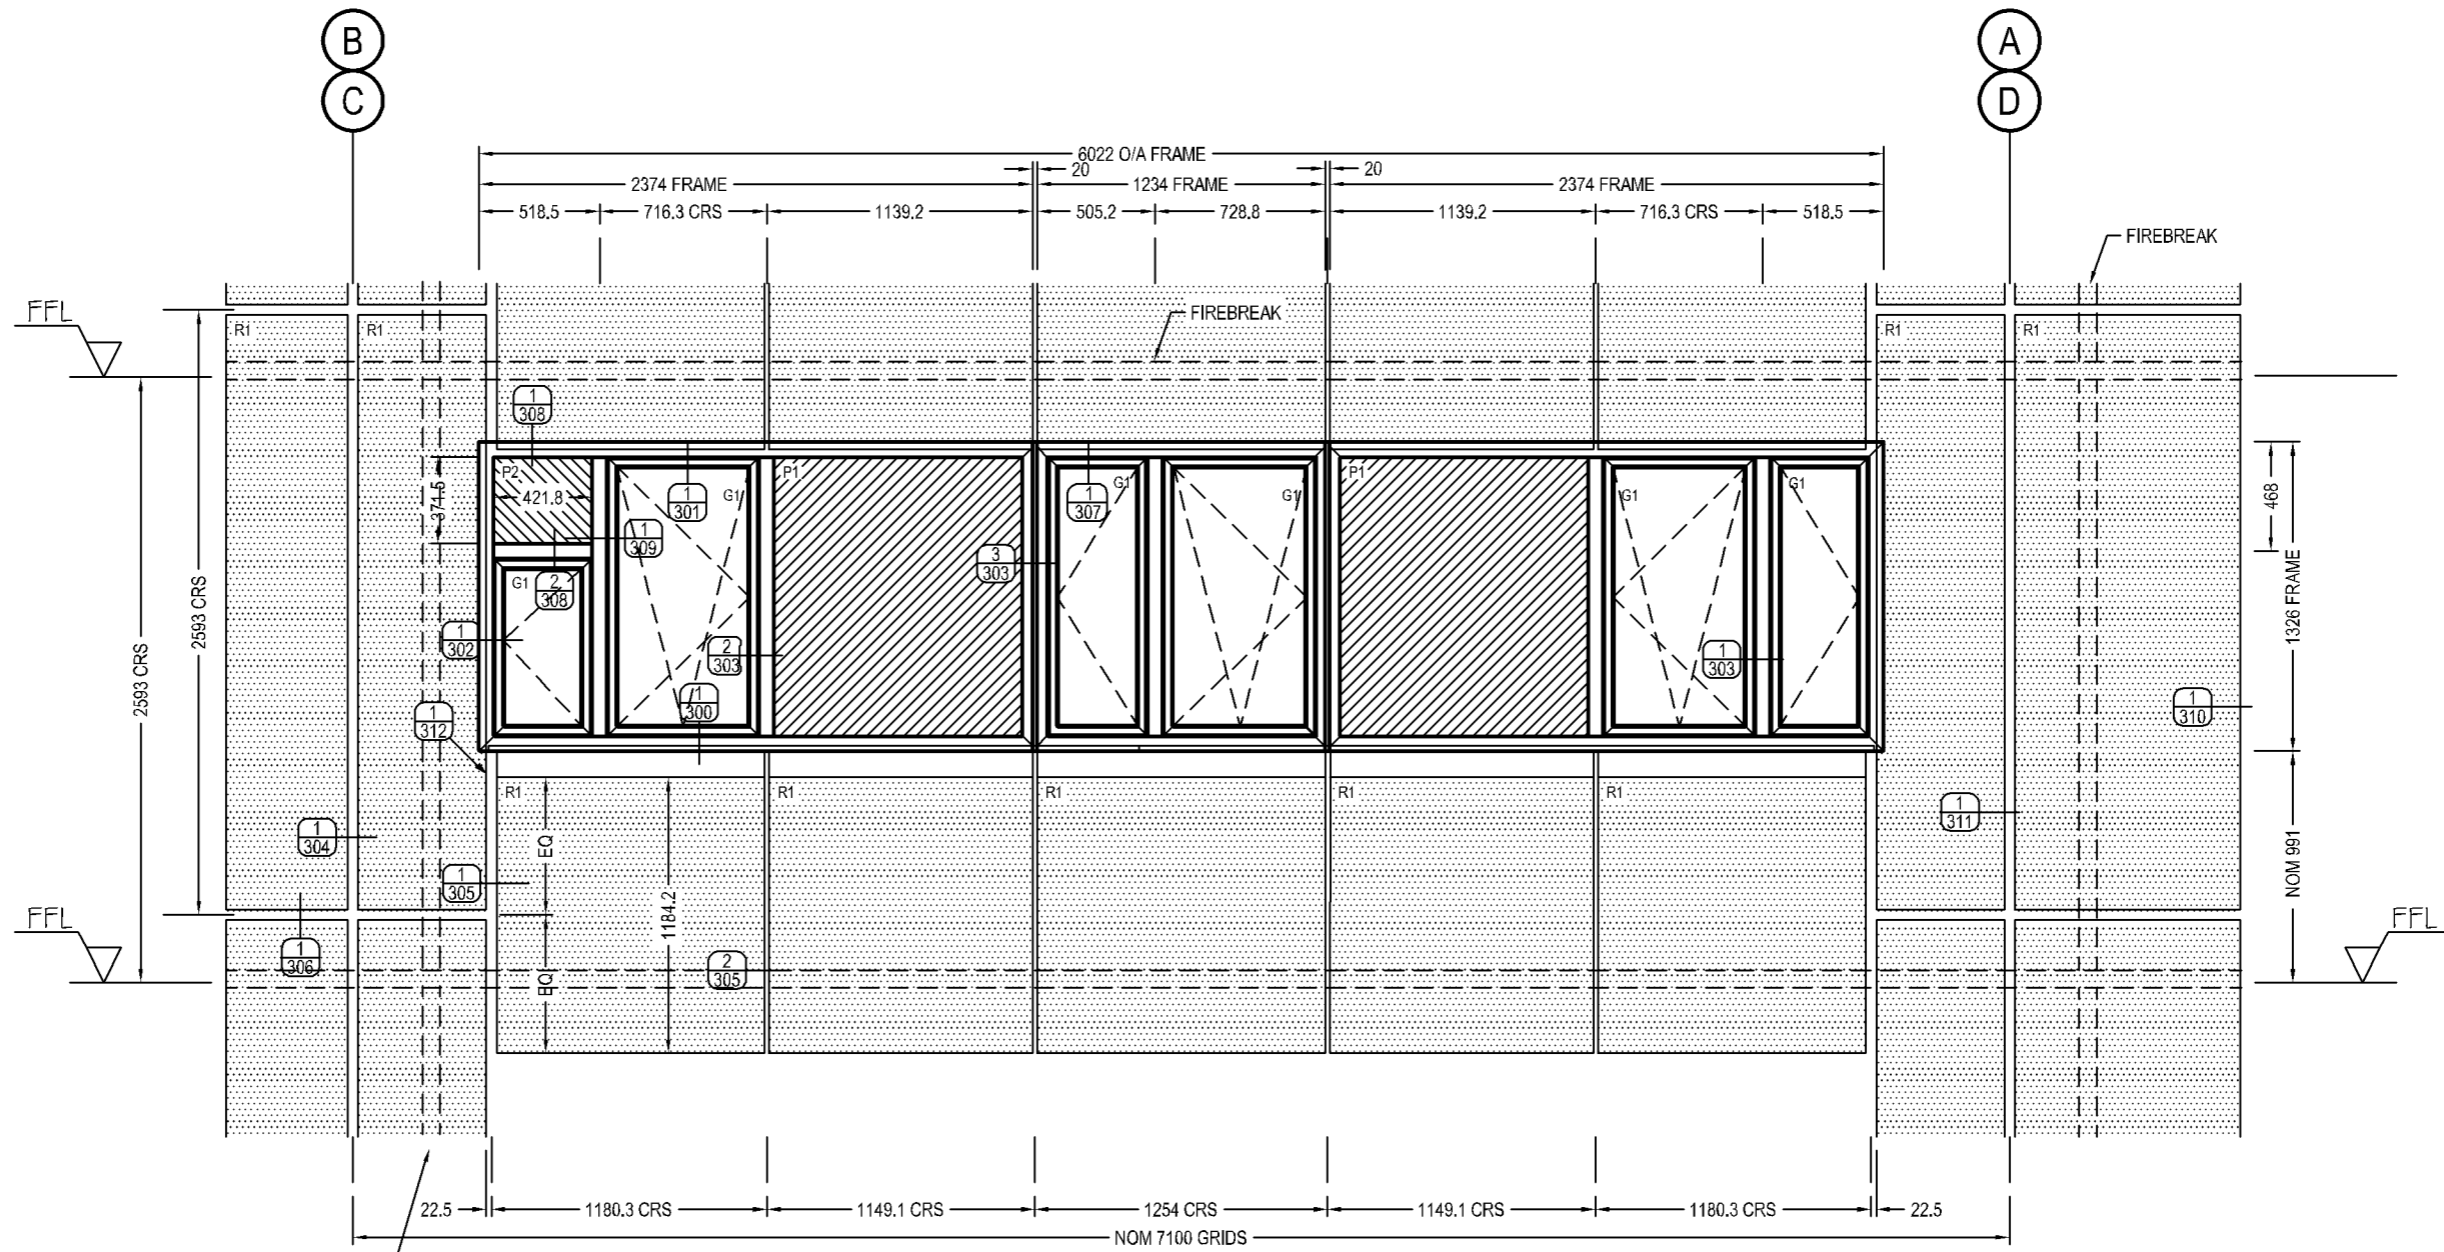 B
A
C
D
6022 O/A FRAME
20
20
2374 FRAME
1234 FRAME
2374 FRAME
518.5
716.3 CRS
1139.2
505.2
728.8
1139.2
716.3 CRS
518.5
FIREBREAK
FIREBREAK
FFL
R1
R1
R1
R1
1
308
P2
421.8
371.5
1
301
G1
P1
1
307
G1
G1
P1
G1
G1
468
1
309
3
303
1326 FRAME
G1
2
308
2593 CRS
2593 CRS
1
302
2
303
1
303
1
300
1
312
1
310
R1
R1
R1
R1
R1
1
304
EQ
1
311
1
305
1184.2
NOM 991
FFL
FFL
1
306
2
305
EQ
22.5
1180.3 CRS
1149.1 CRS
1254 CRS
1149.1 CRS
1180.3 CRS
22.5
NOM 7100 GRIDS